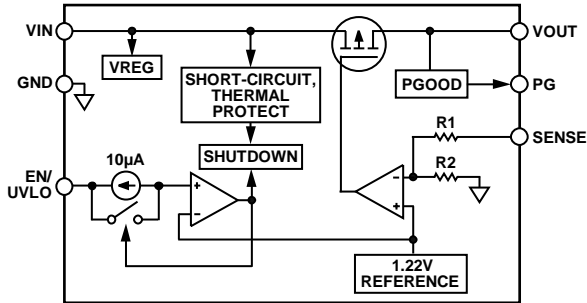 VIN
VOUT
VREG
GND
SHORT-CIRCUIT,
THERMAL
PROTECT
PGOOD
PG
R1
SENSE
SHUTDOWN
10µA
R2
EN/
UVLO
+
–
–
+
1.22V
REFERENCE